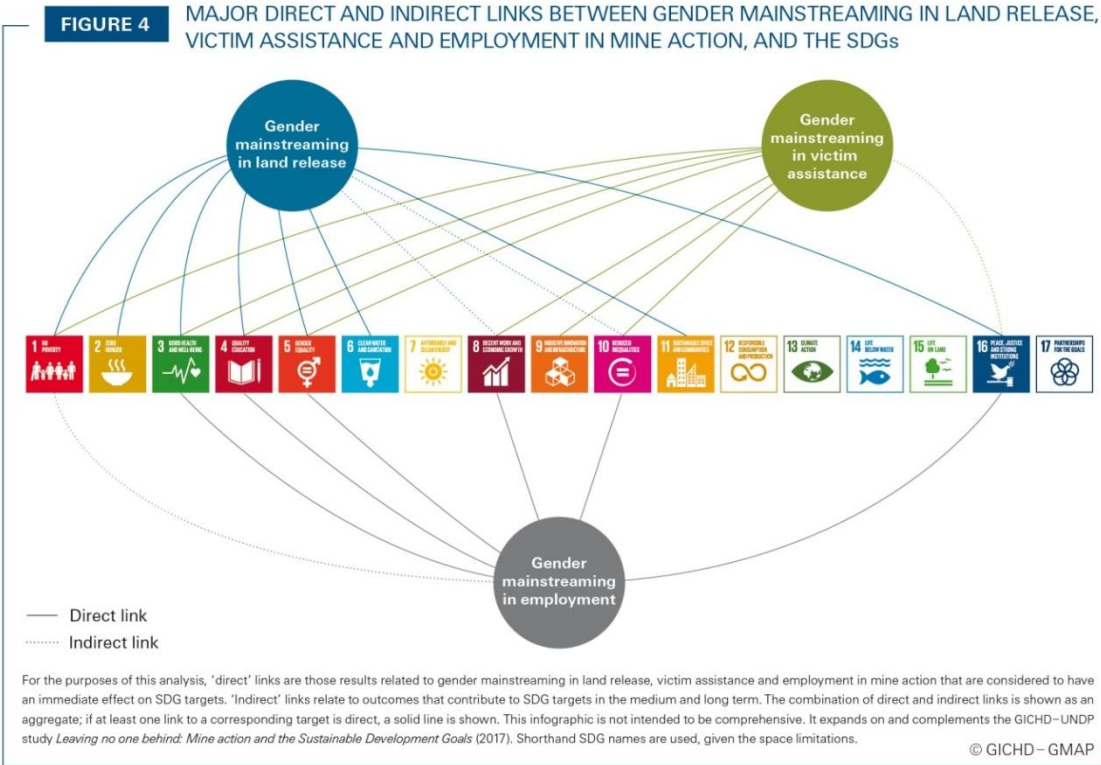 FIGURE 4
MAJOR DIRECT AND INDIRECT LINKS BETWEEN GENDER MAINSTREAMING IN LAND RELEASE,
VICTIM ASSISTANCE AND EMPLOYMENT IN MINE ACTION, AND THE SDGs
Gender
mainstreaming
in land release
Gender
mainstreaming
in victim
assistance
1 NO
POVERTY
2 ZERO
HUNGER
3 GOOD HEALTH
AND WELL-BEING
4 QUALITY
EDUCATION
5 GENDER
EQUALITY
6 CLEAN WATER
AND SANITATION
7 AFFORDABLE AND
CLEAN ENERGY
8 DECENT WORK AND
ECONOMIC GROWTH
9 INDUSTRY, INNOVATION
AND INFRASTRUCTURE
10 REDUCED
INEQUALITIES
11 SUSTAINABLE CITIES
AND COMMUNITIES
12 RESPONSIBLE
CONSUMPTION
AND PRODUCTION
13 CLIMATE
ACTION
14 LIFE
BELOW WATER
15 LIFE
ON LAND
16 PEACE, JUSTICE
AND STRONG
INSTITUTIONS
17 PARTNERSHIPS
FOR THE GOALS
Gender
mainstreaming
in employment
Direct link
Indirect link
For the purposes of this analysis, 'direct' links are those results related to gender mainstreaming in land release, victim assistance and employment in mine action that are considered to have
an immediate effect on SDG targets. 'Indirect' links relate to outcomes that contribute to SDG targets in the medium and long term. The combination of direct and indirect links is shown as an
aggregate; if at least one link to a corresponding target is direct, a solid line is shown. This infographic is not intended to be comprehensive. It expands on and complements the GICHD–UNDP
study Leaving no one behind: Mine action and the Sustainable Development Goals (2017). Shorthand SDG names are used, given the space limitations.
© GICHD – GMAP